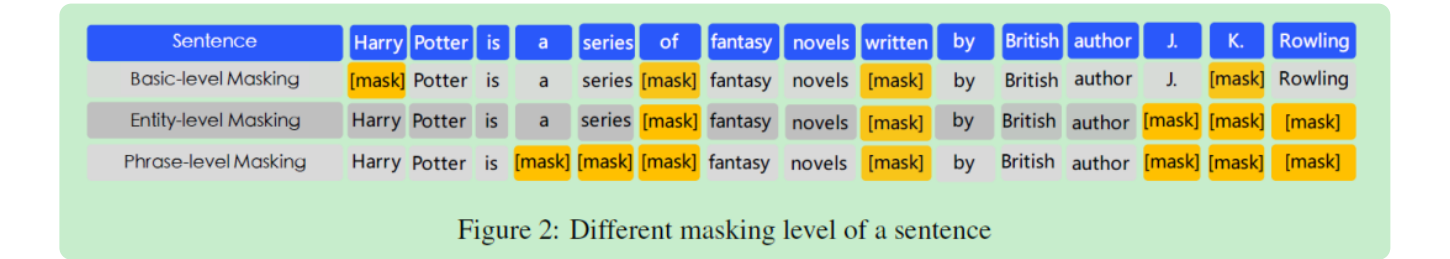 Sentence Harry Potter is a series of fantasy novels written by British author J. K. Rowling
Basic-level Masking [mask] Potter is a series [mask] fantasy novels [mask] by British author J. [mask] Rowling
Entity-level Masking Harry Potter is a series [mask] fantasy novels [mask] by British author [mask] [mask] [mask]
Phrase-level Masking Harry Potter is [mask] [mask] [mask] fantasy novels [mask] by British author [mask] [mask] [mask]
Figure 2: Different masking level of a sentence